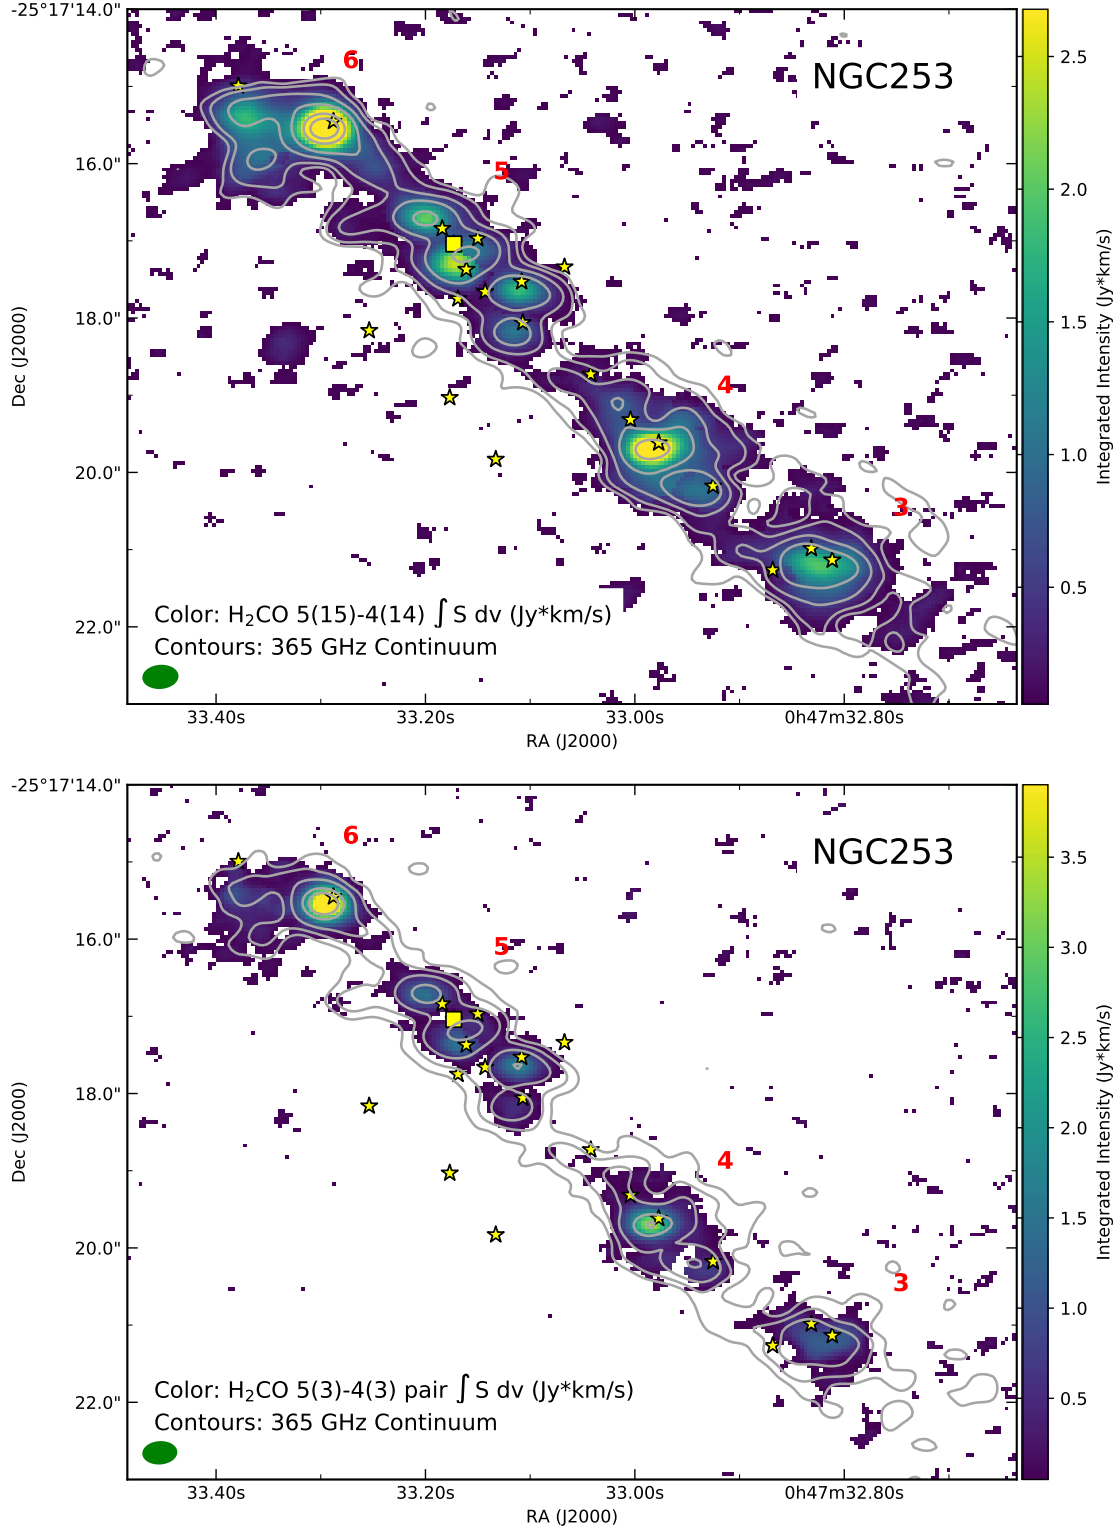 -25°17'14.0"
16.0"
18.0"
20.0"
22.0"
Dec (J2000)
33.40s
33.20s
33.00s
0h47m32.80s
RA (J2000)
NGC253
6
5
4
3
Color: H₂CO 5(15)-4(14) ∫ S dv (Jy*km/s)
Contours: 365 GHz Continuum
2.5
2.0
1.5
1.0
0.5
Integrated Intensity (Jy*km/s)
-25°17'14.0"
16.0"
18.0"
20.0"
22.0"
Dec (J2000)
33.40s
33.20s
33.00s
0h47m32.80s
RA (J2000)
NGC253
6
5
4
3
Color: H₂CO 5(3)-4(3) pair ∫ S dv (Jy*km/s)
Contours: 365 GHz Continuum
3.5
3.0
2.5
2.0
1.5
1.0
0.5
Integrated Intensity (Jy*km/s)